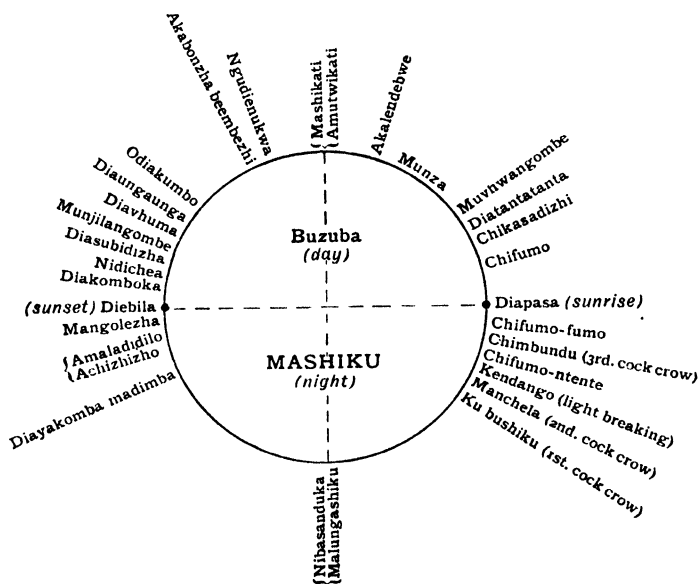 Akabonzha beembezhi
Ngudienukwa
{Mashikati
{Amutwikati
Akalendebwe
Munza
Muvhwangombe
Diatantatanta
Chikasadizhi
Chifumo
Odiakumbo
Diaungaunga
Diavhuma
Munjilangombe
Diasubidizha
Nidichea
Diakomboka
Buzuba
(day)
(sunset) Diebila
Diapasa (sunrise)
Mangolezha
{Amaladidilo
{Achizhizho
Diayakomba madimba
MASHIKU
(night)
Chifumo-fumo
Chimbundu (3rd. cock crow)
Chifumo-ntente
Kendango (light breaking)
Manchela (2nd. cock crow)
Ku bushiku (1st. cock crow)
{Nibasanduka
{Malungashiku